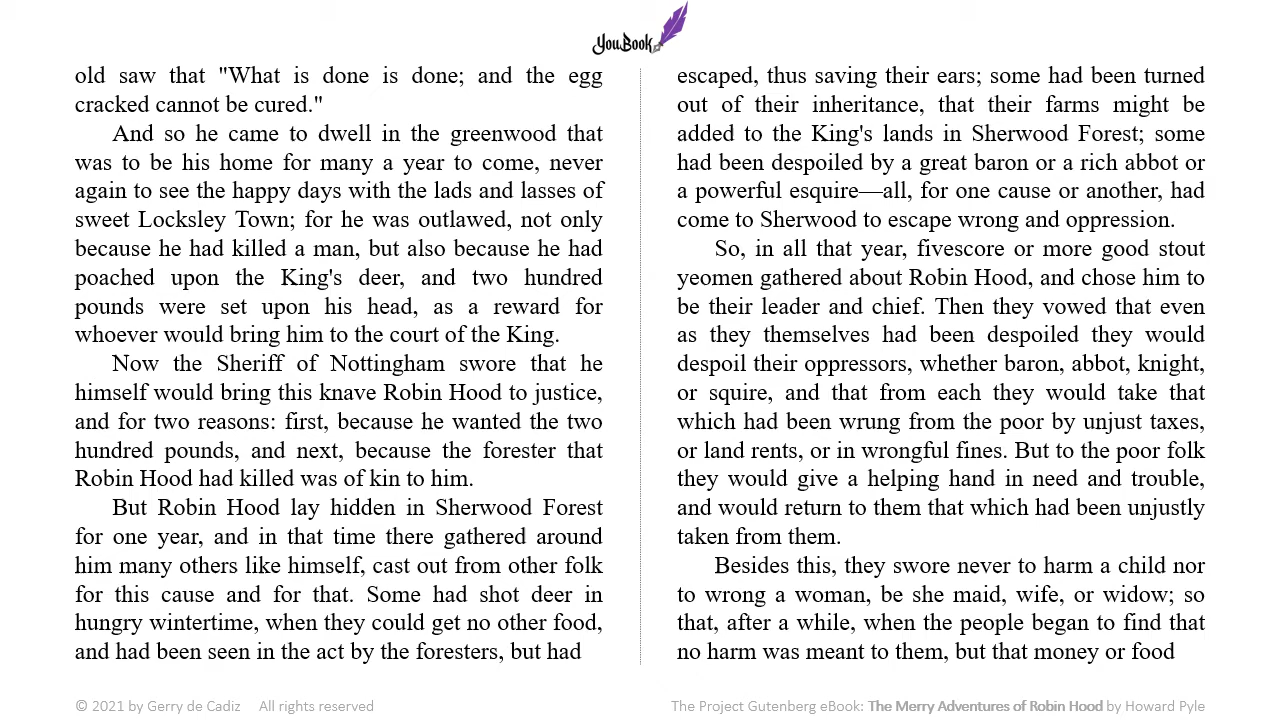 YouBook
old saw that "What is done is done; and the egg
cracked cannot be cured."
And so he came to dwell in the greenwood that
was to be his home for many a year to come, never
again to see the happy days with the lads and lasses of
sweet Locksley Town; for he was outlawed, not only
because he had killed a man, but also because he had
poached upon the King's deer, and two hundred
pounds were set upon his head, as a reward for
whoever would bring him to the court of the King.
Now the Sheriff of Nottingham swore that he
himself would bring this knave Robin Hood to justice,
and for two reasons: first, because he wanted the two
hundred pounds, and next, because the forester that
Robin Hood had killed was of kin to him.
But Robin Hood lay hidden in Sherwood Forest
for one year, and in that time there gathered around
him many others like himself, cast out from other folk
for this cause and for that. Some had shot deer in
hungry wintertime, when they could get no other food,
and had been seen in the act by the foresters, but had
escaped, thus saving their ears; some had been turned
out of their inheritance, that their farms might be
added to the King's lands in Sherwood Forest; some
had been despoiled by a great baron or a rich abbot or
a powerful esquire—all, for one cause or another, had
come to Sherwood to escape wrong and oppression.
So, in all that year, fivescore or more good stout
yeomen gathered about Robin Hood, and chose him to
be their leader and chief. Then they vowed that even
as they themselves had been despoiled they would
despoil their oppressors, whether baron, abbot, knight,
or squire, and that from each they would take that
which had been wrung from the poor by unjust taxes,
or land rents, or in wrongful fines. But to the poor folk
they would give a helping hand in need and trouble,
and would return to them that which had been unjustly
taken from them.
Besides this, they swore never to harm a child nor
to wrong a woman, be she maid, wife, or widow; so
that, after a while, when the people began to find that
no harm was meant to them, but that money or food
© 2021 by Gerry de Cadiz All rights reserved
The Project Gutenberg eBook: The Merry Adventures of Robin Hood by Howard Pyle